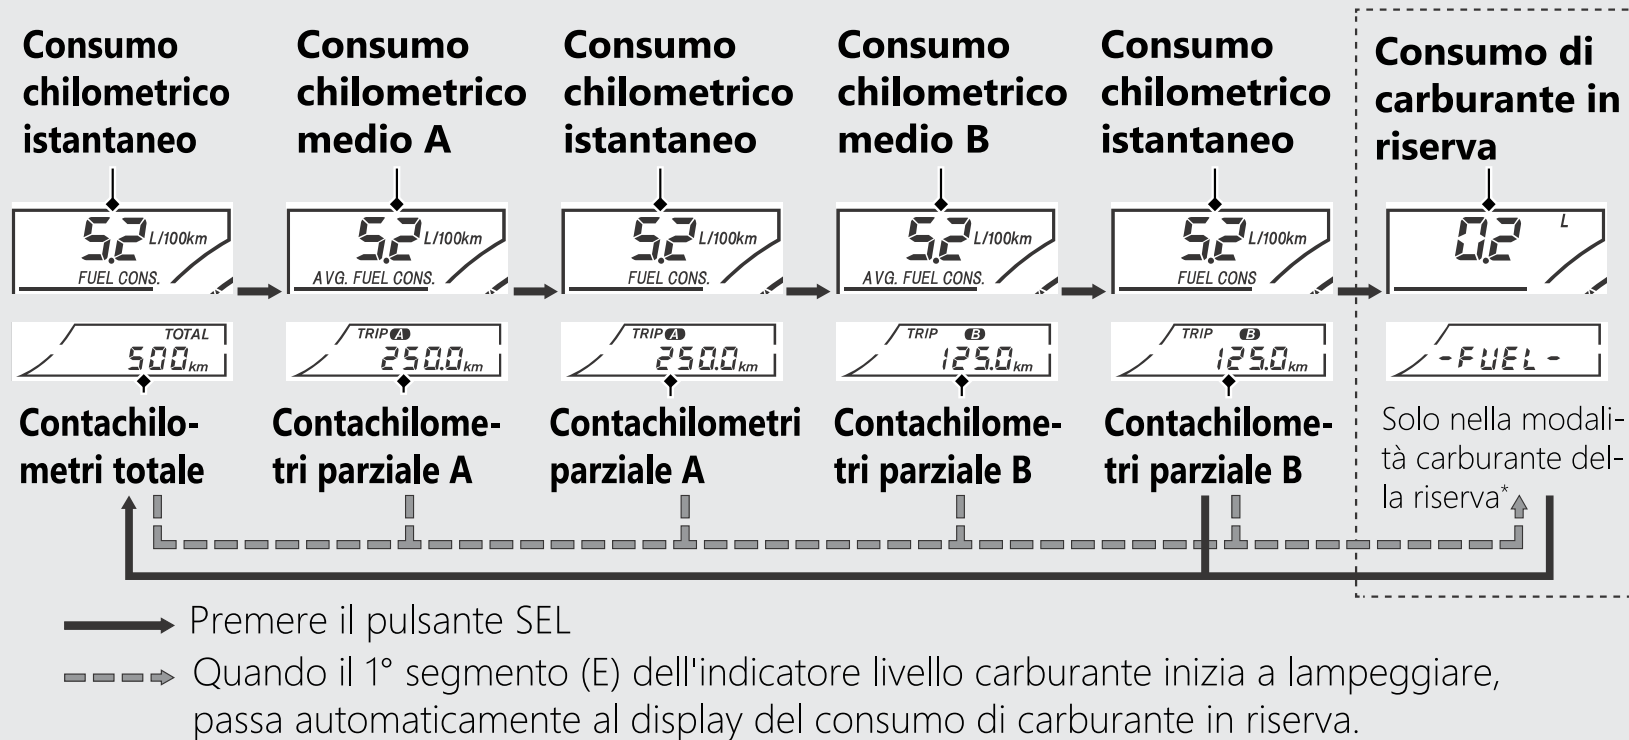 Consumo
chilometrico
istantaneo
Consumo
chilometrico
medio A
Consumo
chilometrico
istantaneo
Consumo
chilometrico
medio B
Consumo
chilometrico
istantaneo
Consumo di
carburante in
riserva
5.2 L/100km
FUEL CONS.
5.2 L/100km
AVG. FUEL CONS.
5.2 L/100km
FUEL CONS.
5.2 L/100km
AVG. FUEL CONS.
5.2 L/100km
FUEL CONS
0.2 L
TOTAL
500 km
TRIP A
250.0 km
TRIP A
250.0 km
TRIP B
125.0 km
TRIP B
125.0 km
-FUEL-
Contachilo-
metri totale
Contachilome-
tri parziale A
Contachilometri
parziale A
Contachilome-
tri parziale B
Contachilome-
tri parziale B
Solo nella modali-
tà carburante del-
la riserva*
Premere il pulsante SEL
Quando il 1° segmento (E) dell'indicatore livello carburante inizia a lampeggiare,
passa automaticamente al display del consumo di carburante in riserva.